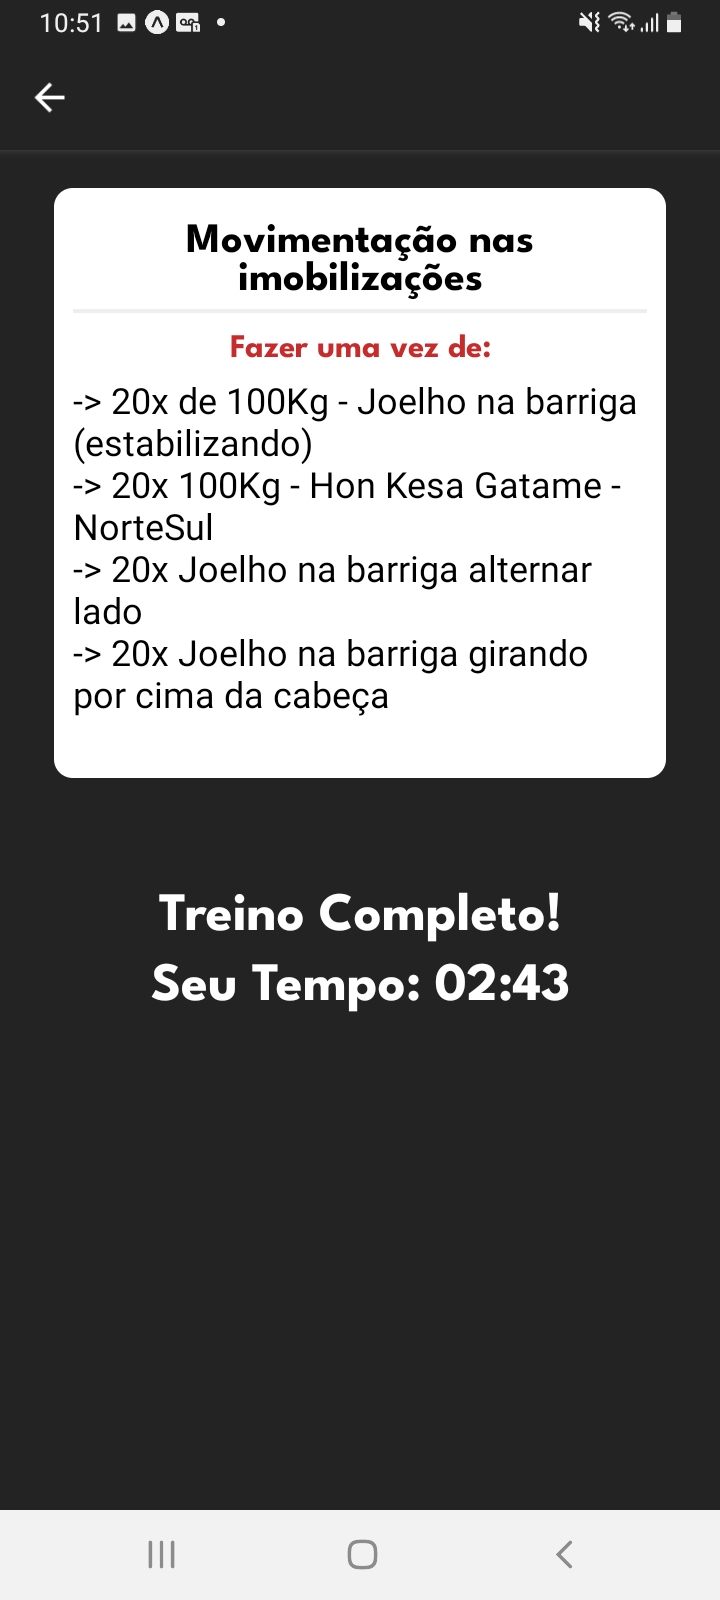 10:51
Movimentação nas
imobilizações
Fazer uma vez de:
-> 20x de 100Kg - Joelho na barriga
(estabilizando)
-> 20x 100Kg - Hon Kesa Gatame -
NorteSul
-> 20x Joelho na barriga alternar
lado
-> 20x Joelho na barriga girando
por cima da cabeça
Treino Completo!
Seu Tempo: 02:43